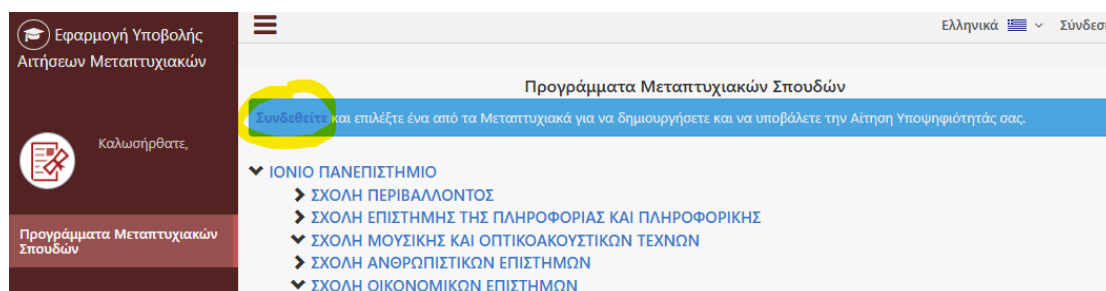 Εφαρμογή Υποβολής
Αιτήσεων Μεταπτυχιακών
Καλωσήρθατε,
Προγράμματα Μεταπτυχιακών
Σπουδών
Ελληνικά
Προγράμματα Μεταπτυχιακών Σπουδών
Συνδεθείτε και επιλέξτε ένα από τα Μεταπτυχιακά για να δημιουργήσετε και να υποβάλετε την Αίτηση Υποψηφιότητάς σας.
ΙΟΝΙΟ ΠΑΝΕΠΙΣΤΗΜΙΟ
ΣΧΟΛΗ ΠΕΡΙΒΑΛΛΟΝΤΟΣ
ΣΧΟΛΗ ΕΠΙΣΤΗΜΗΣ ΤΗΣ ΠΛΗΡΟΦΟΡΙΑΣ ΚΑΙ ΠΛΗΡΟΦΟΡΙΚΗΣ
ΣΧΟΛΗ ΜΟΥΣΙΚΗΣ ΚΑΙ ΟΠΤΙΚΟΑΚΟΥΣΤΙΚΩΝ ΤΕΧΝΩΝ
ΣΧΟΛΗ ΑΝΘΡΩΠΙΣΤΙΚΩΝ ΕΠΙΣΤΗΜΩΝ
ΣΧΟΛΗ ΟΙΚΟΝΟΜΙΚΩΝ ΕΠΙΣΤΗΜΩΝ